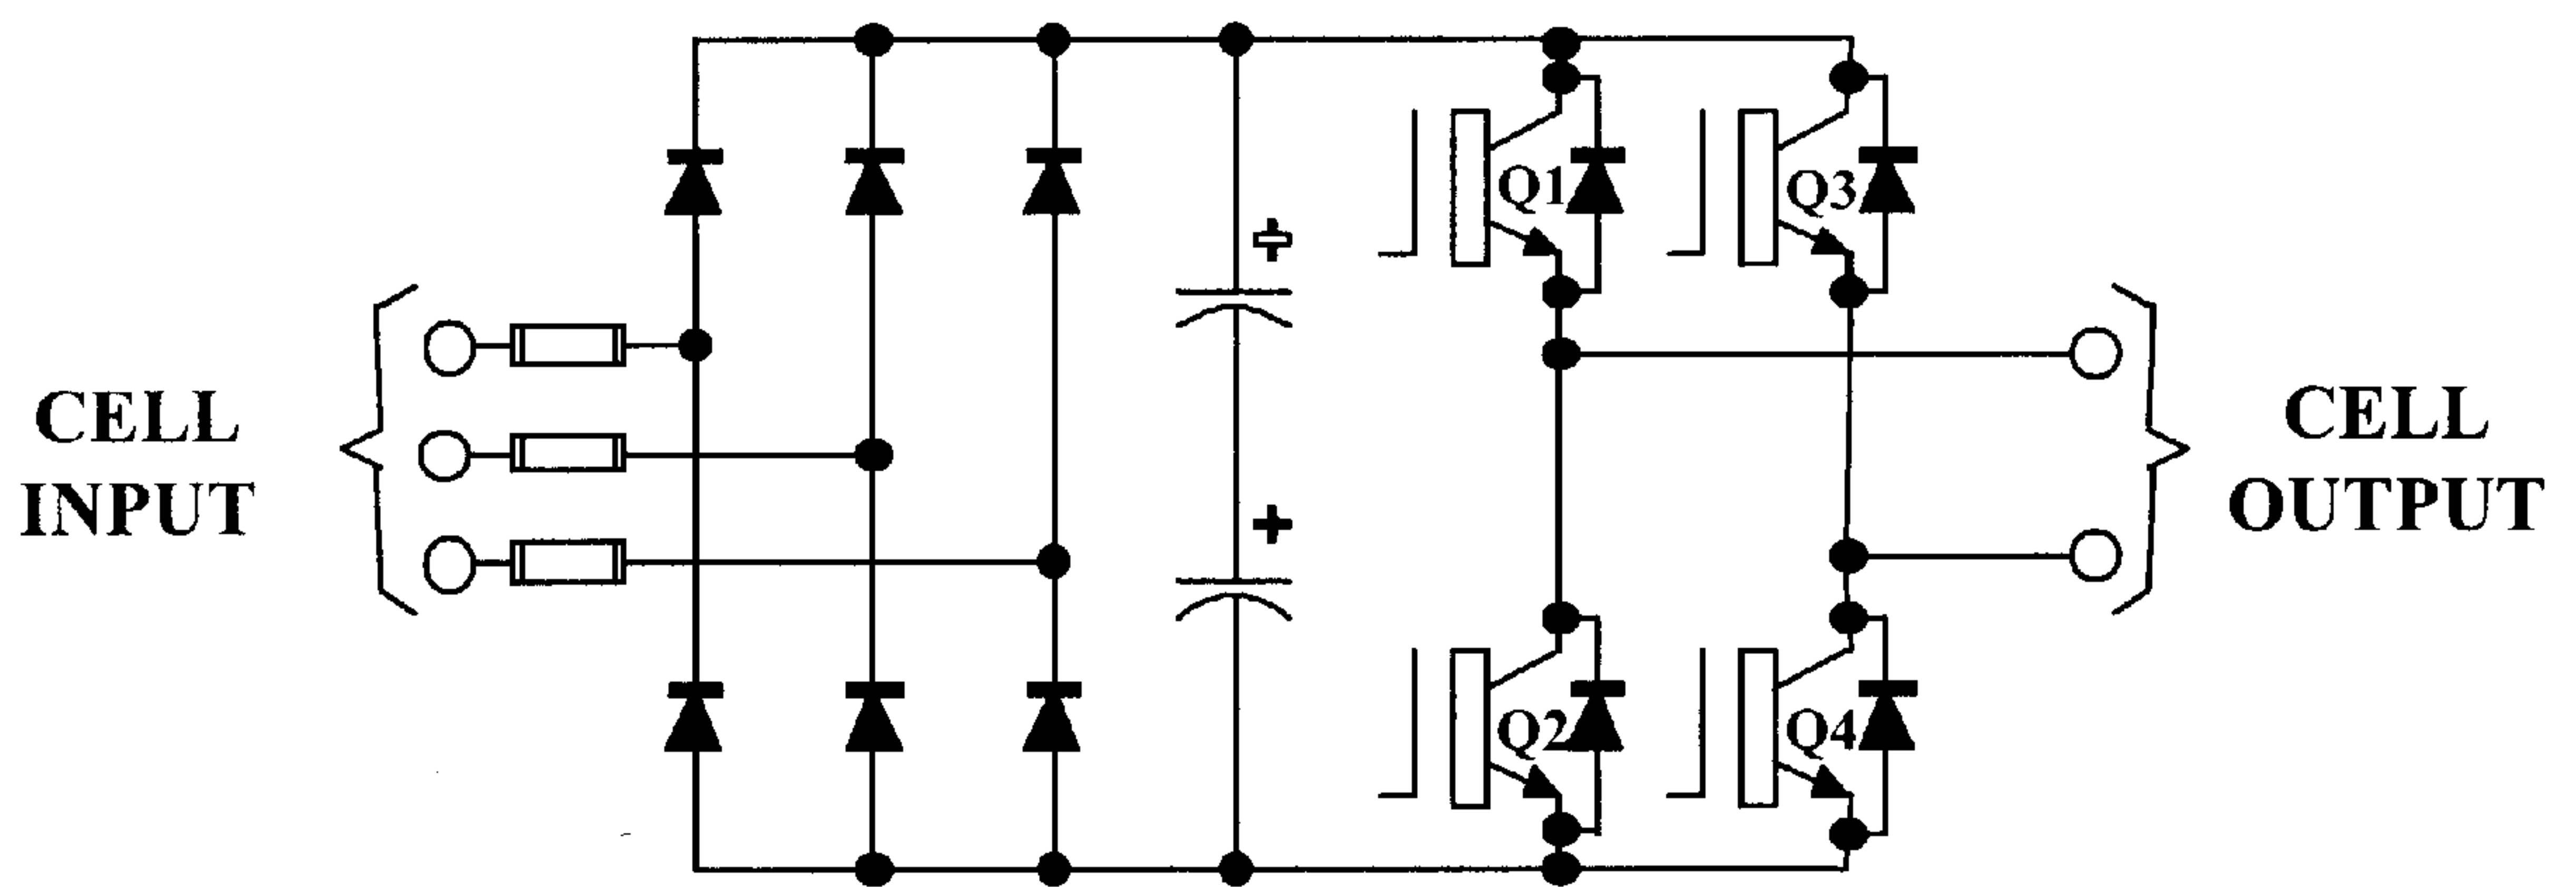 CELL
INPUT
+
+
Q1
Q3
Q2
Q4
CELL
OUTPUT